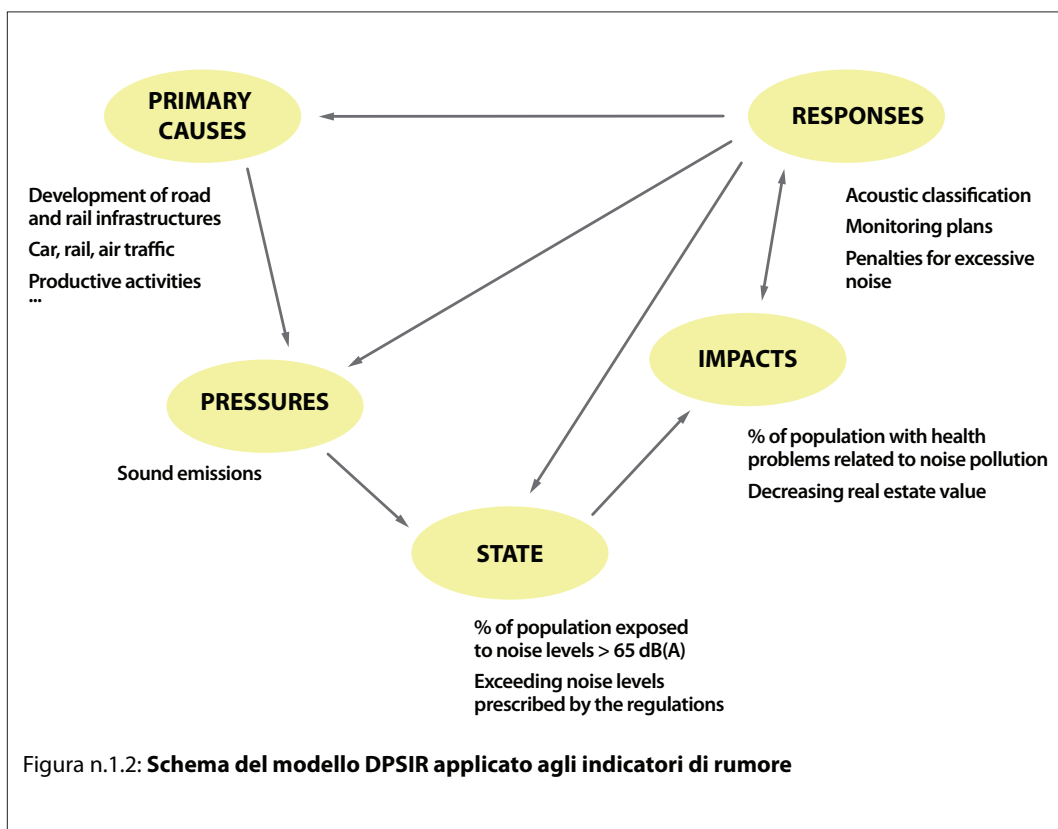 PRIMARY
CAUSES
RESPONSES
Development of road
and rail infrastructures
Car, rail, air traffic
Productive activities
...
Acoustic classification
Monitoring plans
Penalties for excessive
noise
IMPACTS
PRESSURES
% of population with health
problems related to noise pollution
Decreasing real estate value
Sound emissions
STATE
% of population exposed
to noise levels > 65 dB(A)
Exceeding noise levels
prescribed by the regulations
Figura n.1.2: Schema del modello DPSIR applicato agli indicatori di rumore